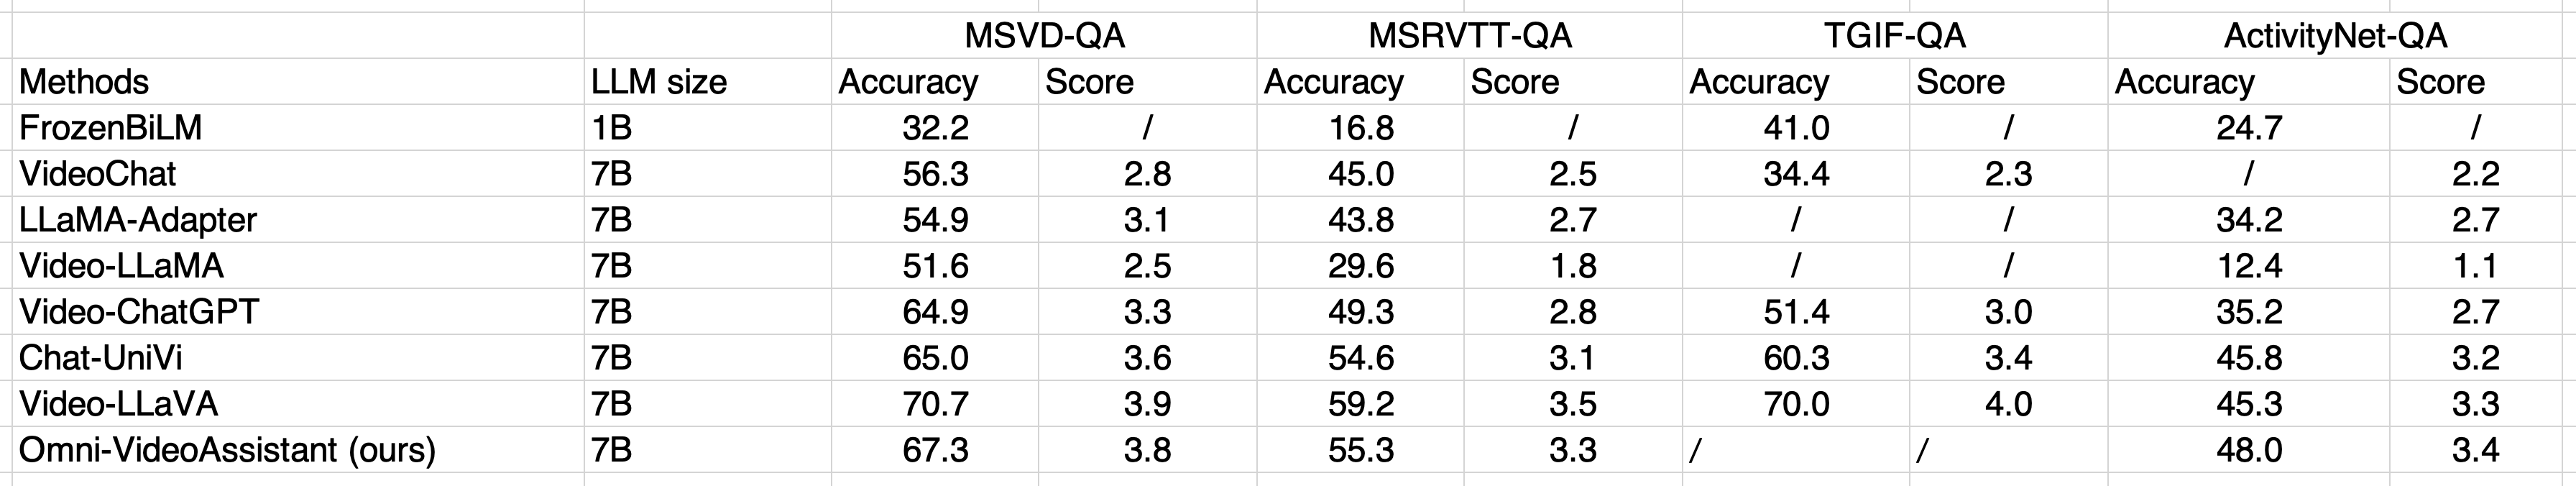 MSVD-QA MSRVTT-QA TGIF-QA ActivityNet-QA
Methods LLM size Accuracy Score Accuracy Score Accuracy Score Accuracy Score
FrozenBiLM 1B 32.2 / 16.8 / 41.0 / 24.7 /
VideoChat 7B 56.3 2.8 45.0 2.5 34.4 2.3 / 2.2
LLaMA-Adapter 7B 54.9 3.1 43.8 2.7 / / 34.2 2.7
Video-LLaMA 7B 51.6 2.5 29.6 1.8 / / 12.4 1.1
Video-ChatGPT 7B 64.9 3.3 49.3 2.8 51.4 3.0 35.2 2.7
Chat-UniVi 7B 65.0 3.6 54.6 3.1 60.3 3.4 45.8 3.2
Video-LLaVA 7B 70.7 3.9 59.2 3.5 70.0 4.0 45.3 3.3
Omni-VideoAssistant (ours) 7B 67.3 3.8 55.3 3.3 / / 48.0 3.4